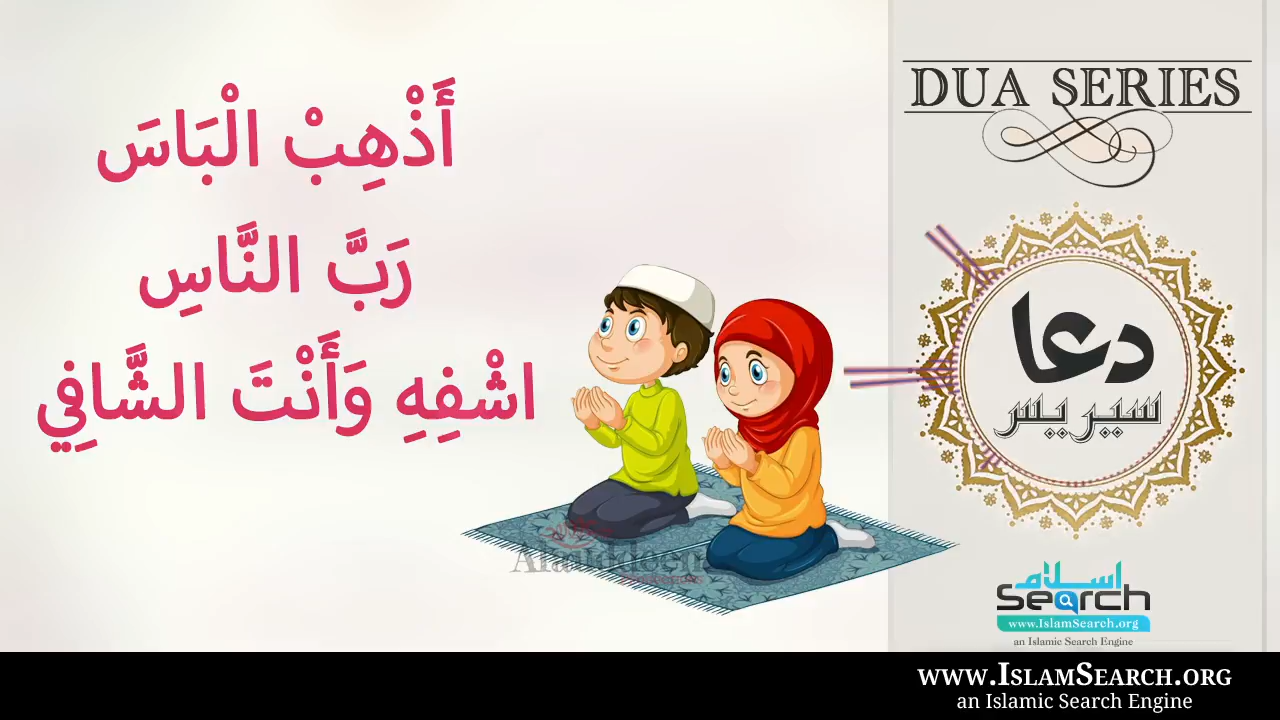 أَذْهِبْ الْبَاسَ
رَبَّ النَّاسِ
اشْفِهِ وَأَنْتَ الشَّافِي
DUA SERIES
دعا
سیریس
اسلام
Search
www.IslamSearch.org
an Islamic Search Engine
WWW.ISLAMSEARCH.ORG
an Islamic Search Engine